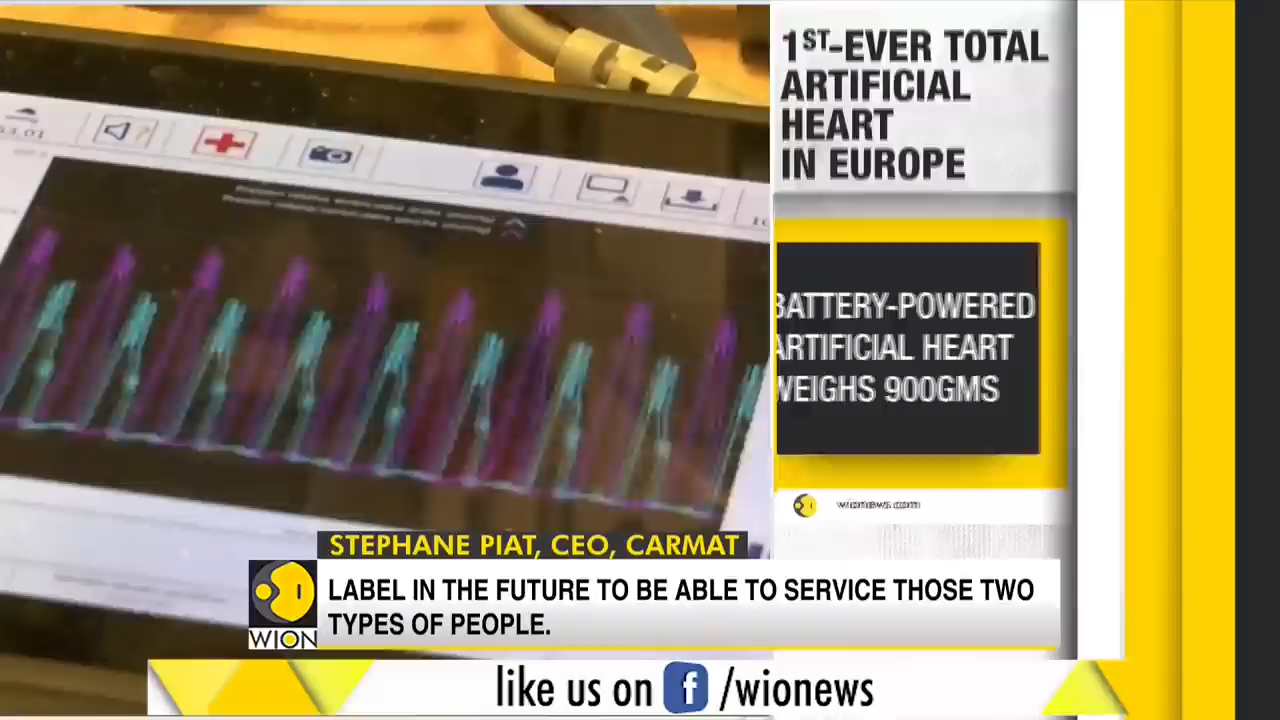 1ST-EVER TOTAL
ARTIFICIAL
HEART
IN EUROPE
BATTERY-POWERED
ARTIFICIAL HEART
WEIGHS 900GMS
wionews.com
STEPHANE PIAT, CEO, CARMAT
LABEL IN THE FUTURE TO BE ABLE TO SERVICE THOSE TWO
TYPES OF PEOPLE.
WION
like us on f /wionews